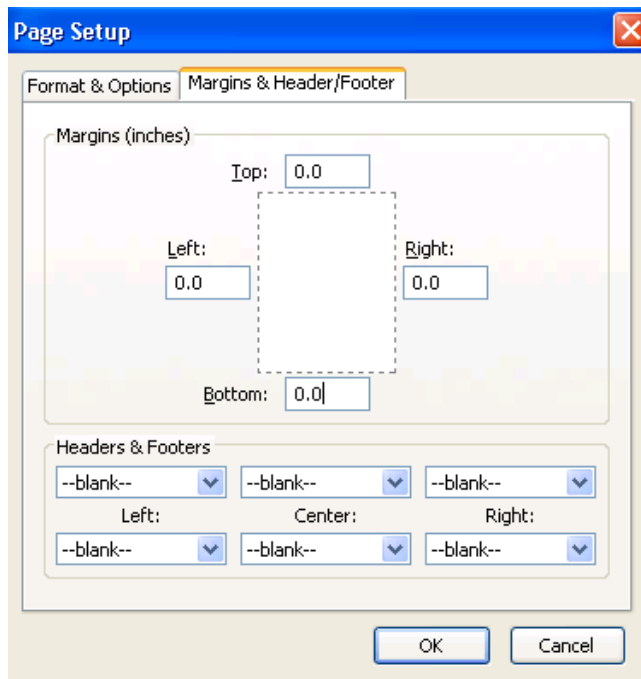 Page Setup
Format & Options Margins & Header/Footer
Margins (inches)
Top: 0.0
Left: Right:
0.0 0.0
Bottom: 0.0
Headers & Footers
--blank-- --blank-- --blank--
Left: Center: Right:
--blank-- --blank-- --blank--
OK Cancel